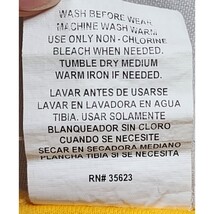 WASH BEFORE WEAR
MACHINE WASH WARM
USE ONLY NON - CHLORINE
BLEACH WHEN NEEDED.
TUMBLE DRY MEDIUM
WARM IRON IF NEEDED.
LAVAR ANTES DE USARSE
LAVAR EN LAVADORA EN AGUA
TIBIA. USAR SOLAMENTE
BLANQUEADOR SIN CLORO
CUANDO SE NECESITE
SECAR EN SECADORA MEDIANO
PLANCHA TIBIA SI SE NECESITA
RN# 35623